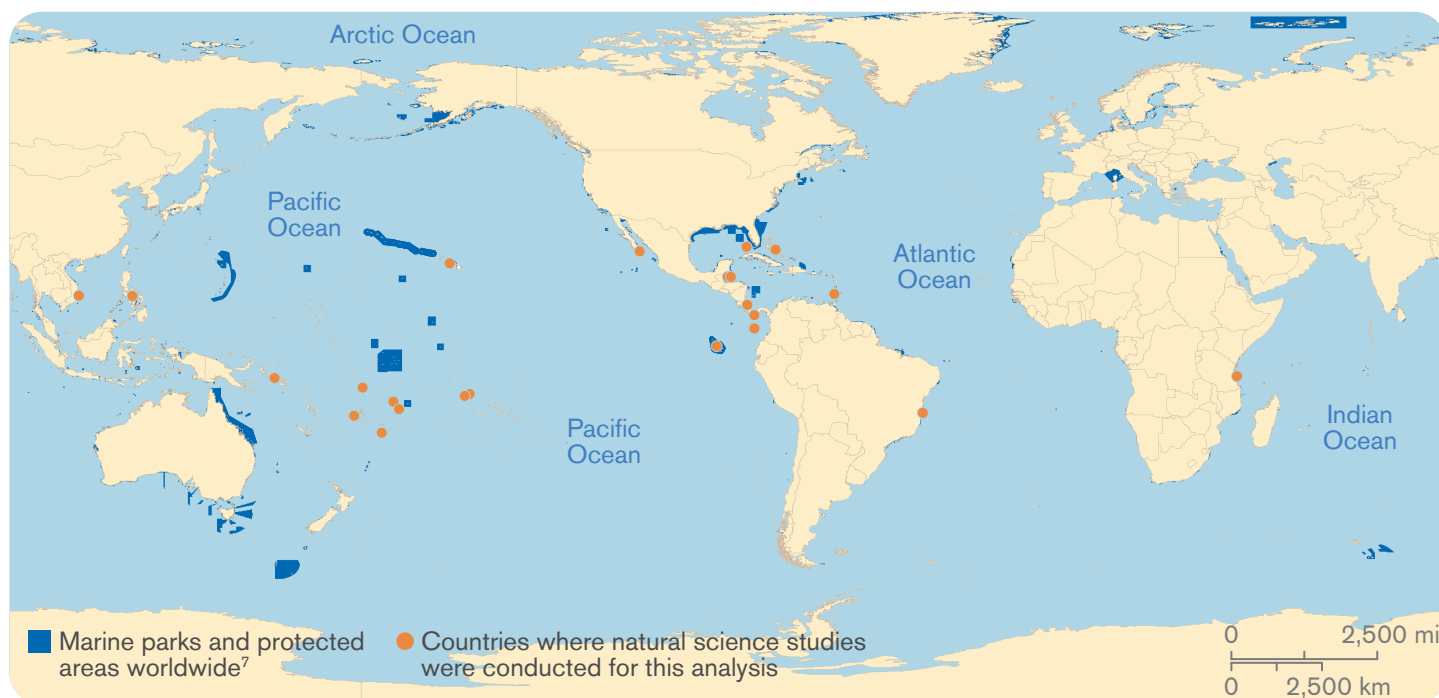 Arctic Ocean
Pacific
Ocean
Atlantic
Ocean
Pacific
Ocean
Indian
Ocean
Marine parks and protected
areas worldwide⁷
Countries where natural science studies
were conducted for this analysis
0 2,500 mi
0 2,500 km